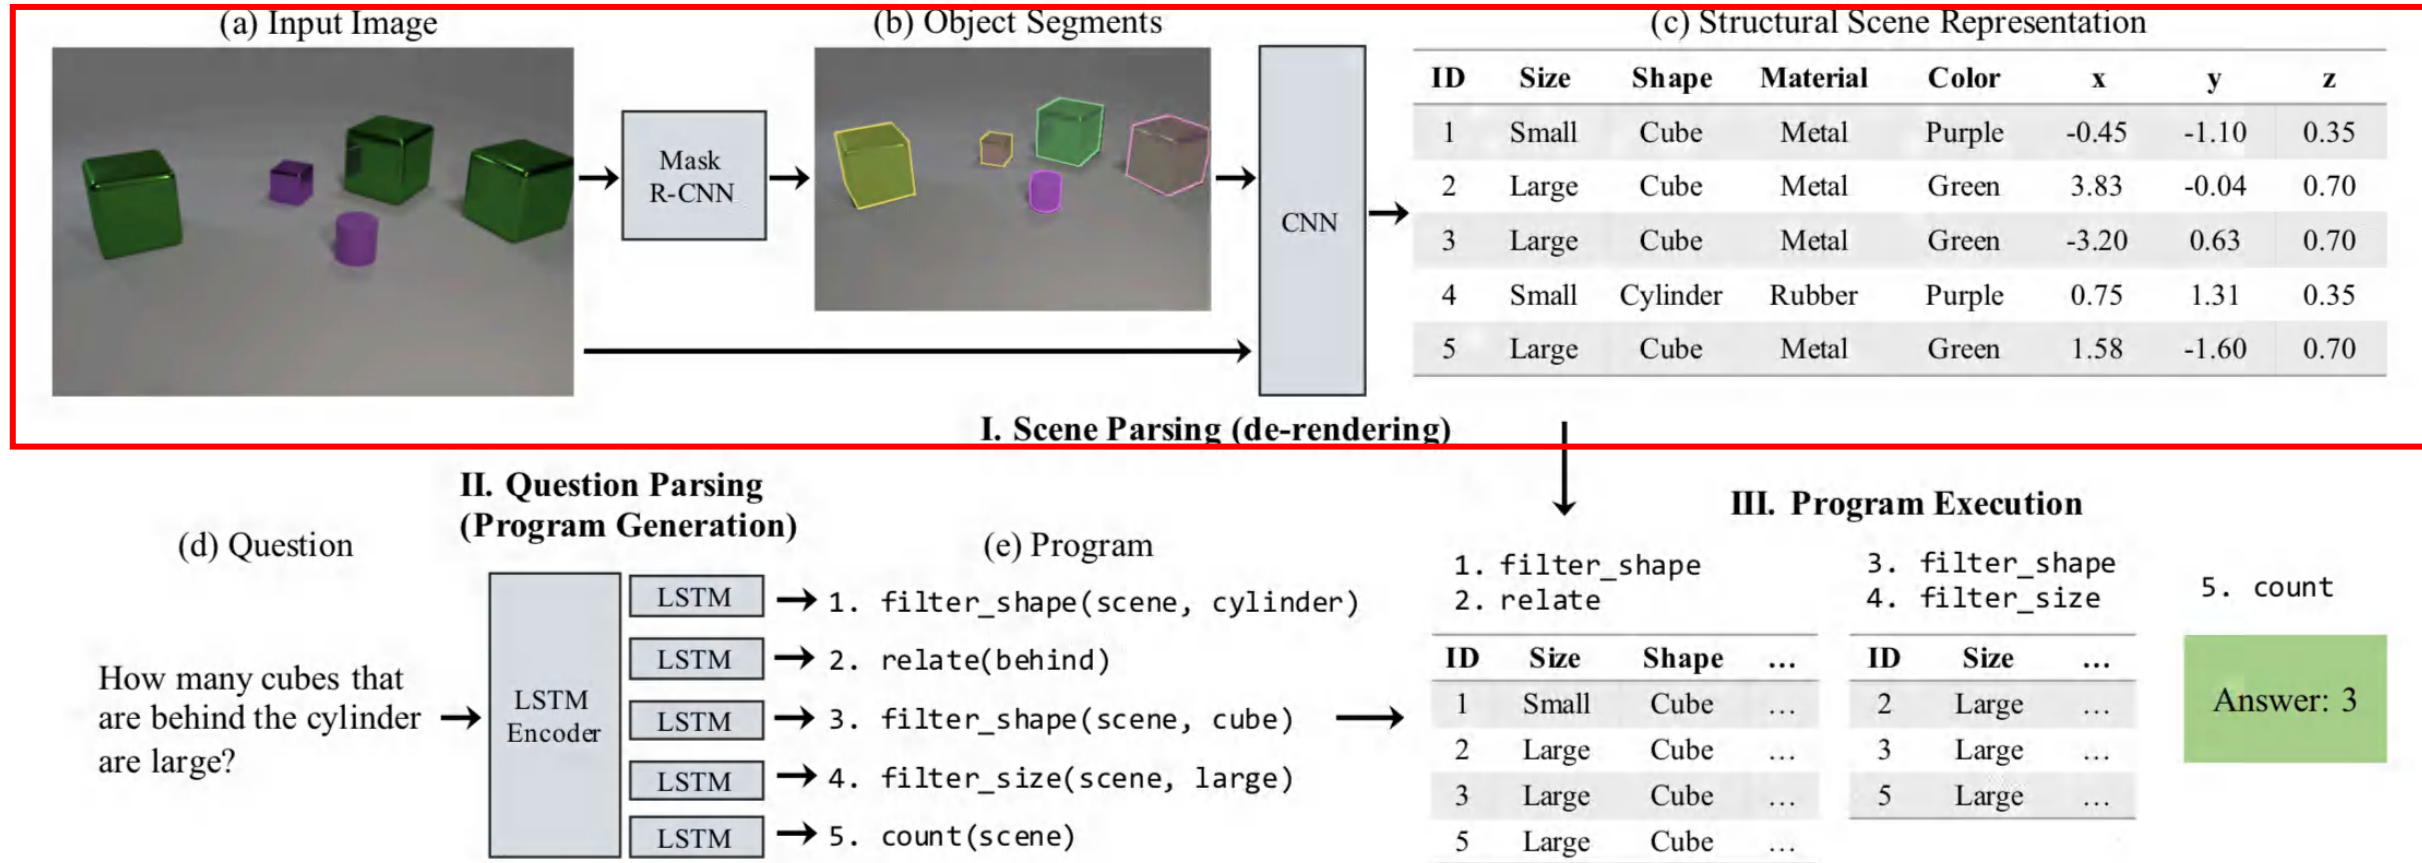 (a) Input Image
(b) Object Segments
(c) Structural Scene Representation
Mask
R-CNN
CNN
ID Size Shape Material Color x y z
1 Small Cube Metal Purple -0.45 -1.10 0.35
2 Large Cube Metal Green 3.83 -0.04 0.70
3 Large Cube Metal Green -3.20 0.63 0.70
4 Small Cylinder Rubber Purple 0.75 1.31 0.35
5 Large Cube Metal Green 1.58 -1.60 0.70
I. Scene Parsing (de-rendering)
II. Question Parsing
(Program Generation)
III. Program Execution
(d) Question
How many cubes that
are behind the cylinder
are large?
LSTM
Encoder
(e) Program
LSTM 1. filter_shape(scene, cylinder)
LSTM 2. relate(behind)
LSTM 3. filter_shape(scene, cube)
LSTM 4. filter_size(scene, large)
LSTM 5. count(scene)
1. filter_shape
2. relate
ID Size Shape ...
1 Small Cube ...
2 Large Cube ...
3 Large Cube ...
5 Large Cube ...
3. filter_shape
4. filter_size
ID Size ...
2 Large ...
3 Large ...
5 Large ...
5. count
Answer: 3